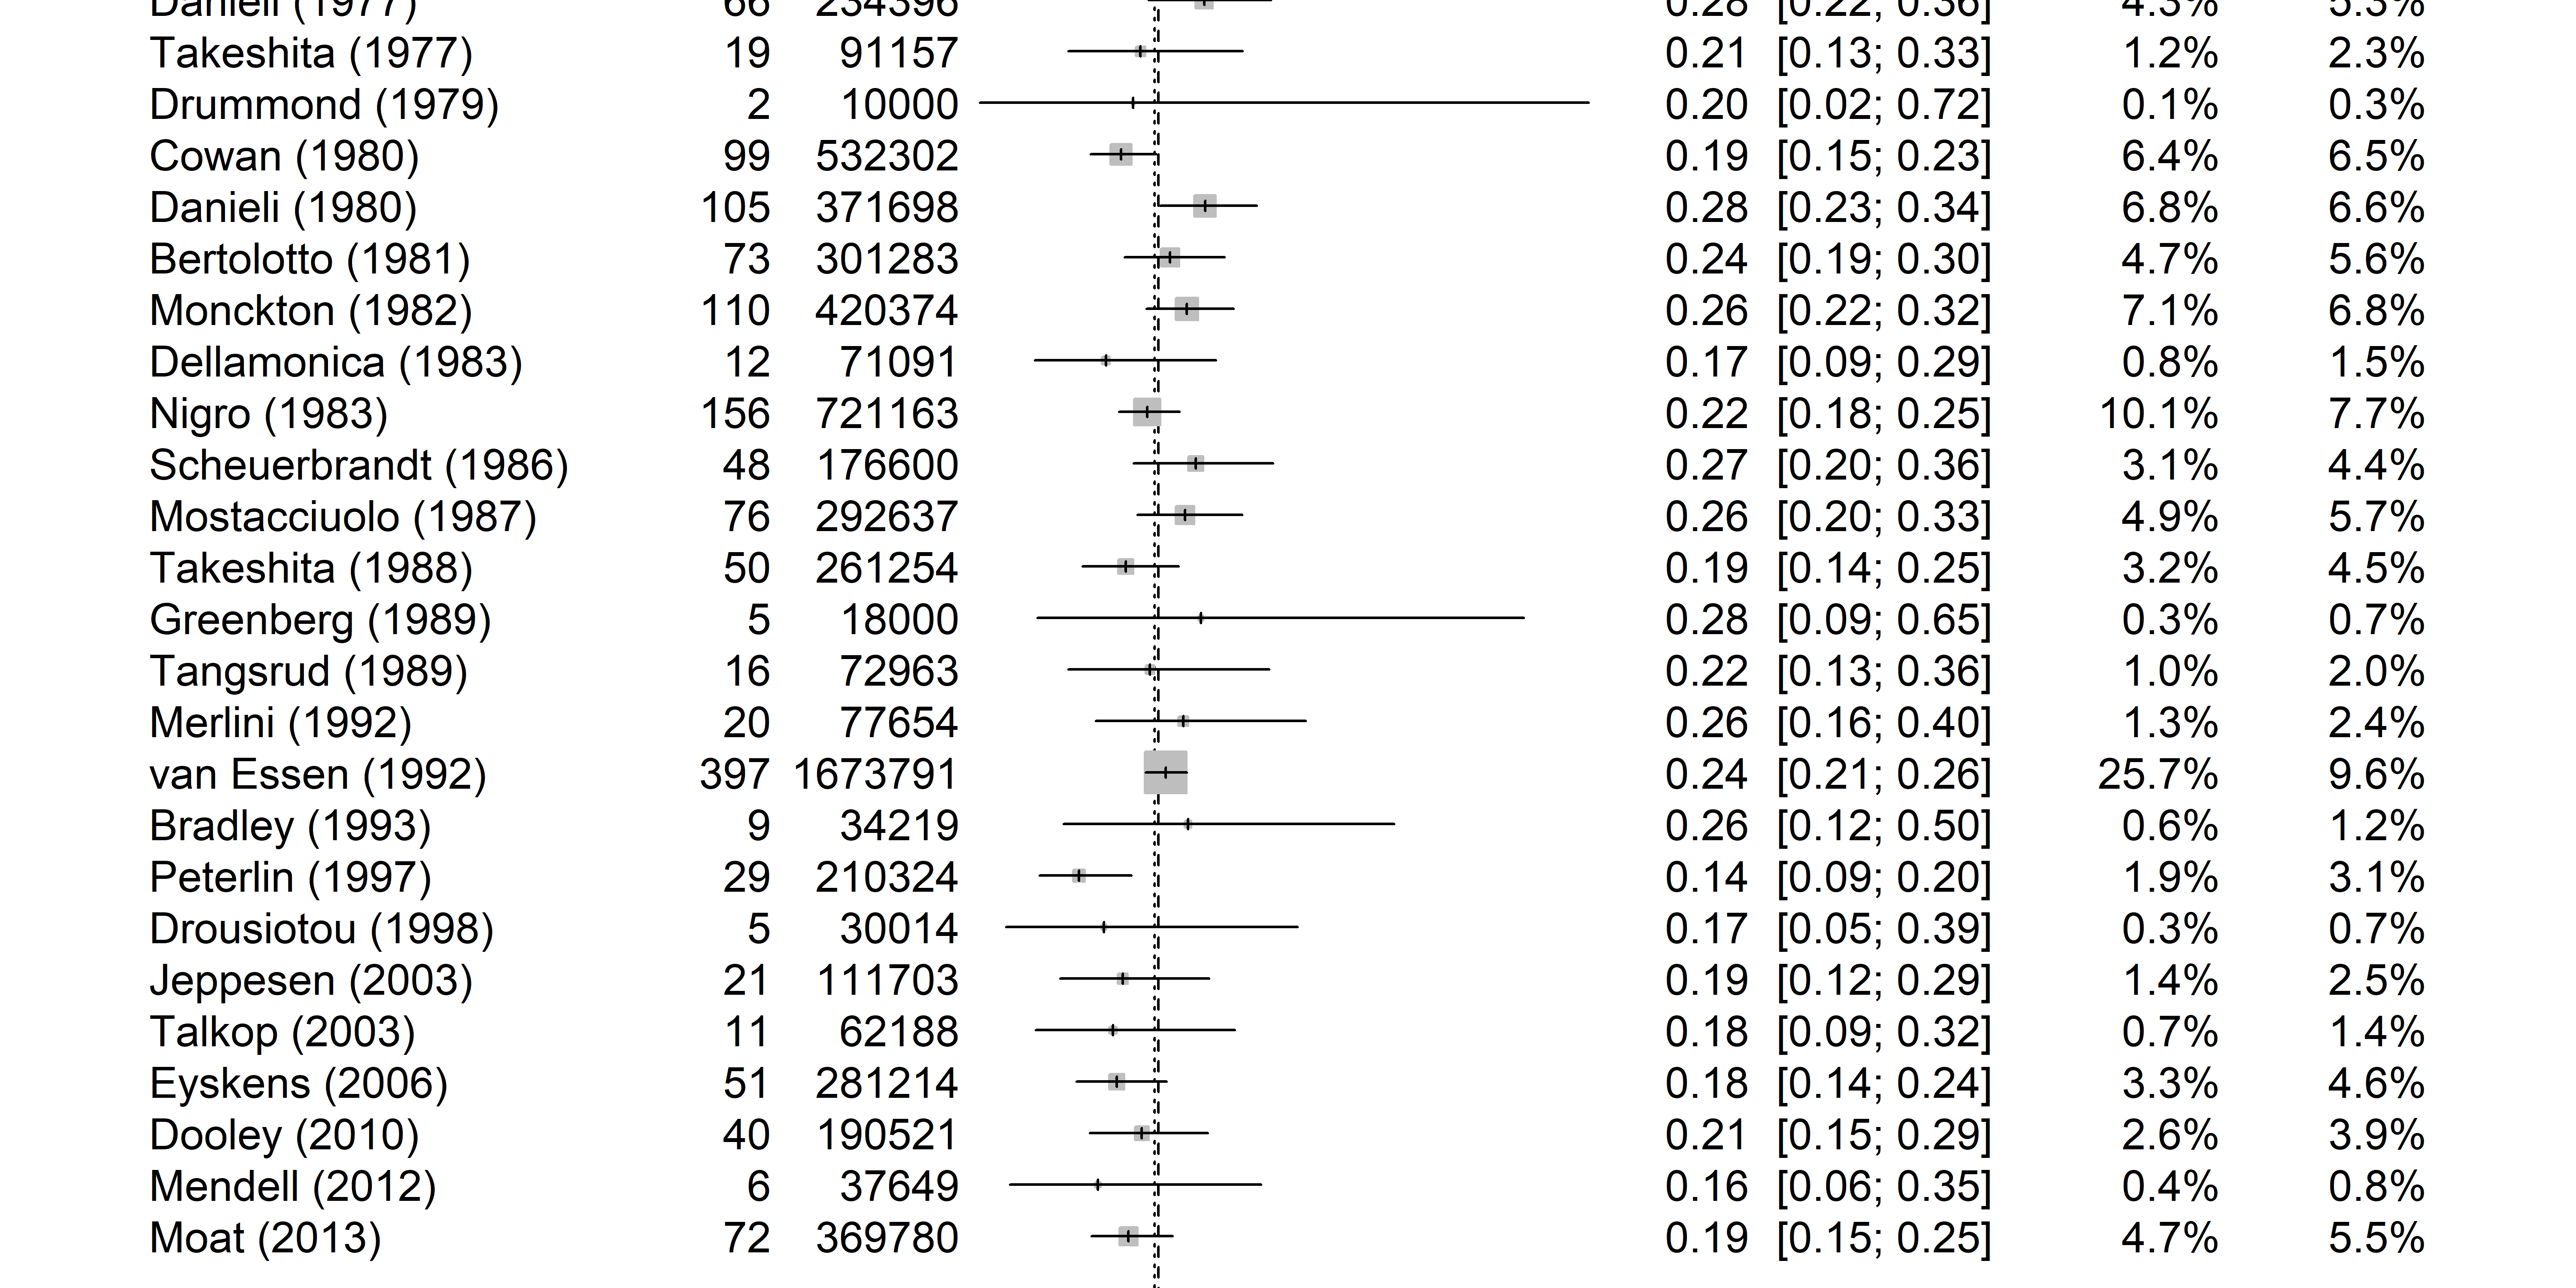 Danieli (1977) 66 234396 0.28 [0.22; 0.36] 4.3% 5.3%
Takeshita (1977) 19 91157 0.21 [0.13; 0.33] 1.2% 2.3%
Drummond (1979) 2 10000 0.20 [0.02; 0.72] 0.1% 0.3%
Cowan (1980) 99 532302 0.19 [0.15; 0.23] 6.4% 6.5%
Danieli (1980) 105 371698 0.28 [0.23; 0.34] 6.8% 6.6%
Bertolotto (1981) 73 301283 0.24 [0.19; 0.30] 4.7% 5.6%
Monckton (1982) 110 420374 0.26 [0.22; 0.32] 7.1% 6.8%
Dellamonica (1983) 12 71091 0.17 [0.09; 0.29] 0.8% 1.5%
Nigro (1983) 156 721163 0.22 [0.18; 0.25] 10.1% 7.7%
Scheuerbrandt (1986) 48 176600 0.27 [0.20; 0.36] 3.1% 4.4%
Mostacciuolo (1987) 76 292637 0.26 [0.20; 0.33] 4.9% 5.7%
Takeshita (1988) 50 261254 0.19 [0.14; 0.25] 3.2% 4.5%
Greenberg (1989) 5 18000 0.28 [0.09; 0.65] 0.3% 0.7%
Tangsrud (1989) 16 72963 0.22 [0.13; 0.36] 1.0% 2.0%
Merlini (1992) 20 77654 0.26 [0.16; 0.40] 1.3% 2.4%
van Essen (1992) 397 1673791 0.24 [0.21; 0.26] 25.7% 9.6%
Bradley (1993) 9 34219 0.26 [0.12; 0.50] 0.6% 1.2%
Peterlin (1997) 29 210324 0.14 [0.09; 0.20] 1.9% 3.1%
Drousiotou (1998) 5 30014 0.17 [0.05; 0.39] 0.3% 0.7%
Jeppesen (2003) 21 111703 0.19 [0.12; 0.29] 1.4% 2.5%
Talkop (2003) 11 62188 0.18 [0.09; 0.32] 0.7% 1.4%
Eyskens (2006) 51 281214 0.18 [0.14; 0.24] 3.3% 4.6%
Dooley (2010) 40 190521 0.21 [0.15; 0.29] 2.6% 3.9%
Mendell (2012) 6 37649 0.16 [0.06; 0.35] 0.4% 0.8%
Moat (2013) 72 369780 0.19 [0.15; 0.25] 4.7% 5.5%